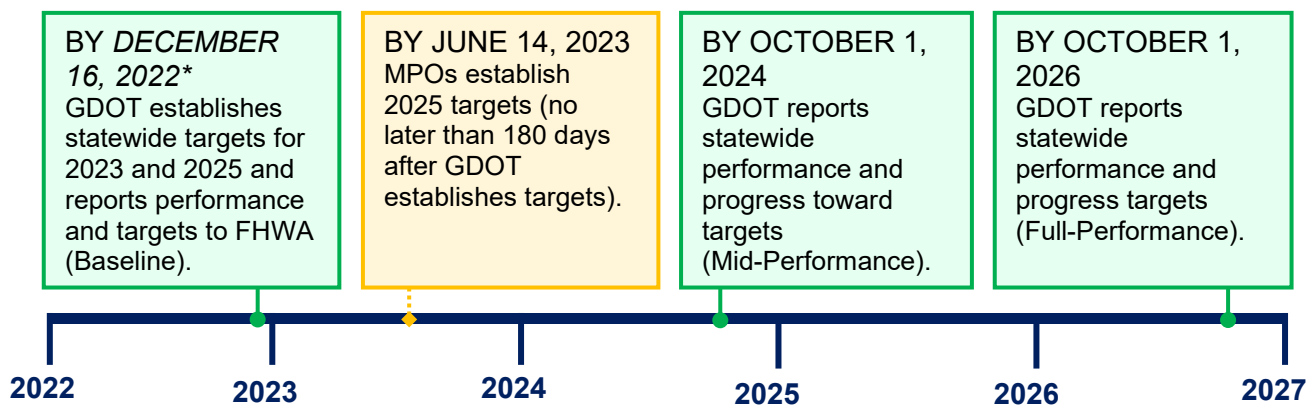 BY DECEMBER
16, 2022*
GDOT establishes
statewide targets for
2023 and 2025 and
reports performance
and targets to FHWA
(Baseline).
BY JUNE 14, 2023
MPOs establish
2025 targets (no
later than 180 days
after GDOT
establishes targets).
BY OCTOBER 1,
2024
GDOT reports
statewide
performance and
progress toward
targets
(Mid-Performance).
BY OCTOBER 1,
2026
GDOT reports
statewide
performance and
progress targets
(Full-Performance).
2022
2023
2024
2025
2026
2027